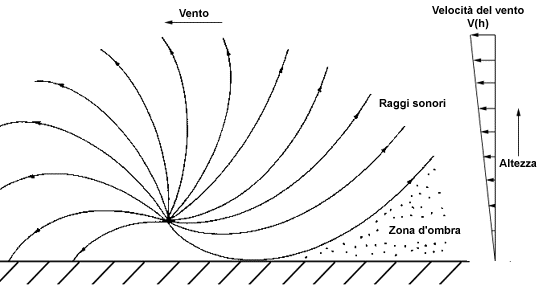 Vento
Velocità del vento
V(h)
Raggi sonori
Altezza
Zona d'ombra